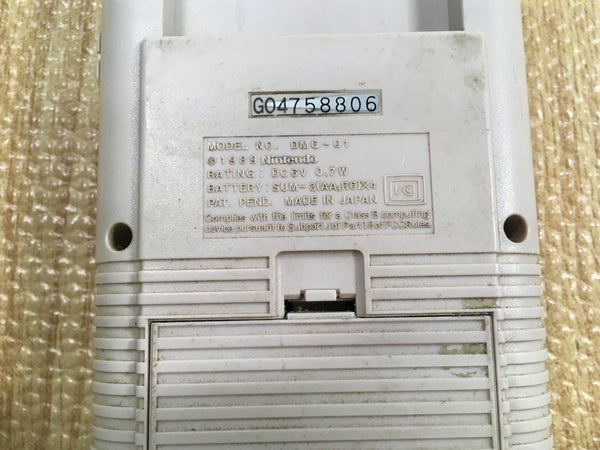 G04758806
MODEL NO. DMG-01
©1989 Nintendo
RATING: DC6V 0.7W
BATTERY: SUM-3(AA,R6)X4
PAT. PEND. MADE IN JAPAN
Complies with the limits for a Class B computing
device pursuant to Subpart J of Part 15 of FCC Rules.